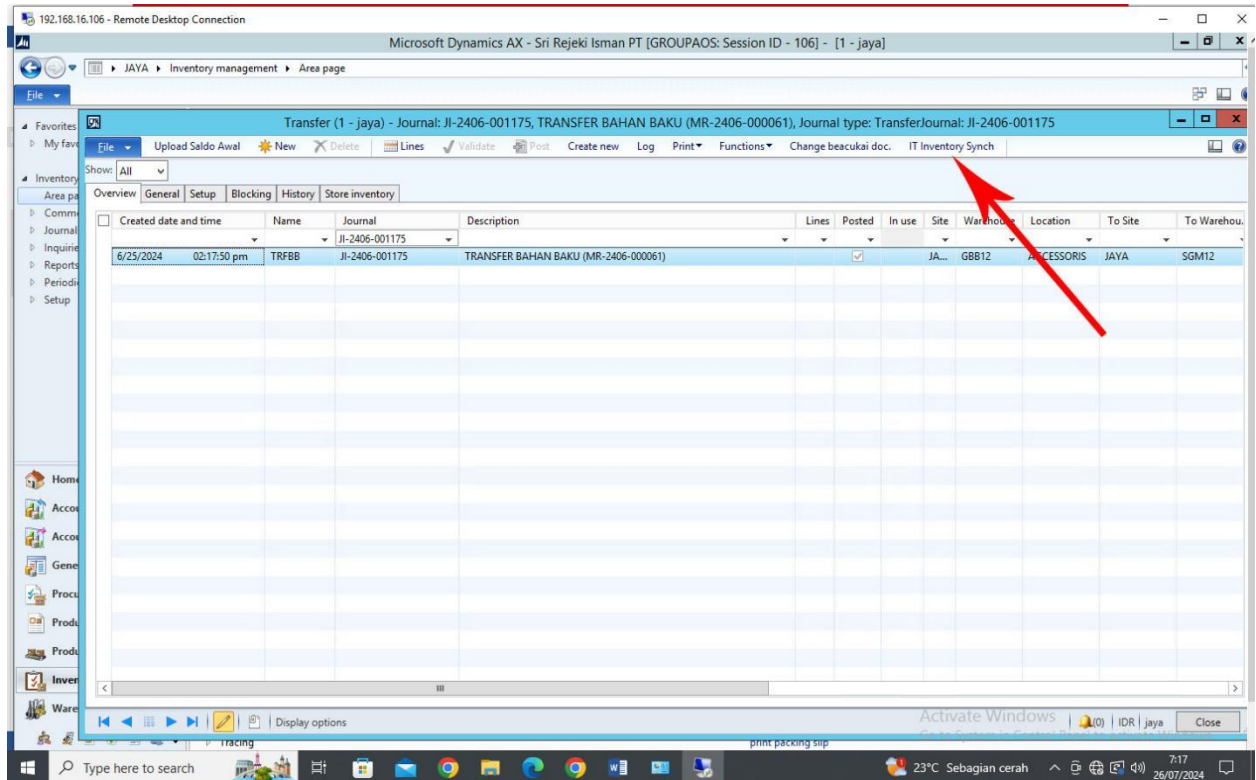 192.168.16.106 - Remote Desktop Connection
Microsoft Dynamics AX - Sri Rejeki Isman PT [GROUPAOS: Session ID - 106] - [1 - jaya]
JAYA Inventory management Area page
File
Transfer (1 - jaya) - Journal: JI-2406-001175, TRANSFER BAHAN BAKU (MR-2406-000061), Journal type: TransferJournal: JI-2406-001175
Favorites
My favo
File Upload Saldo Awal New Delete Lines Validate Post Create new Log Print Functions Change beacukai doc. IT Inventory Synch
Show: All
Inventory
Area pa
Overview General Setup Blocking History Store inventory
Commo
Journal
Inquirie
Reports
Periodi
Setup
Created date and time Name Journal Description Lines Posted In use Site Warehouse Location To Site To Warehou.
JI-2406-001175
6/25/2024 02:17:50 pm TRFBB JI-2406-001175 TRANSFER BAHAN BAKU (MR-2406-000061) JA... GBB12 ACCESSORIS JAYA SGM12
Home
Accou
Accou
Gene
Procu
Produ
Produ
Inven
Ware
Display options
Activate Windows
(0) IDR jaya Close
Tracing
print packing slip
Type here to search
23°C Sebagian cerah
7:17
26/07/2024